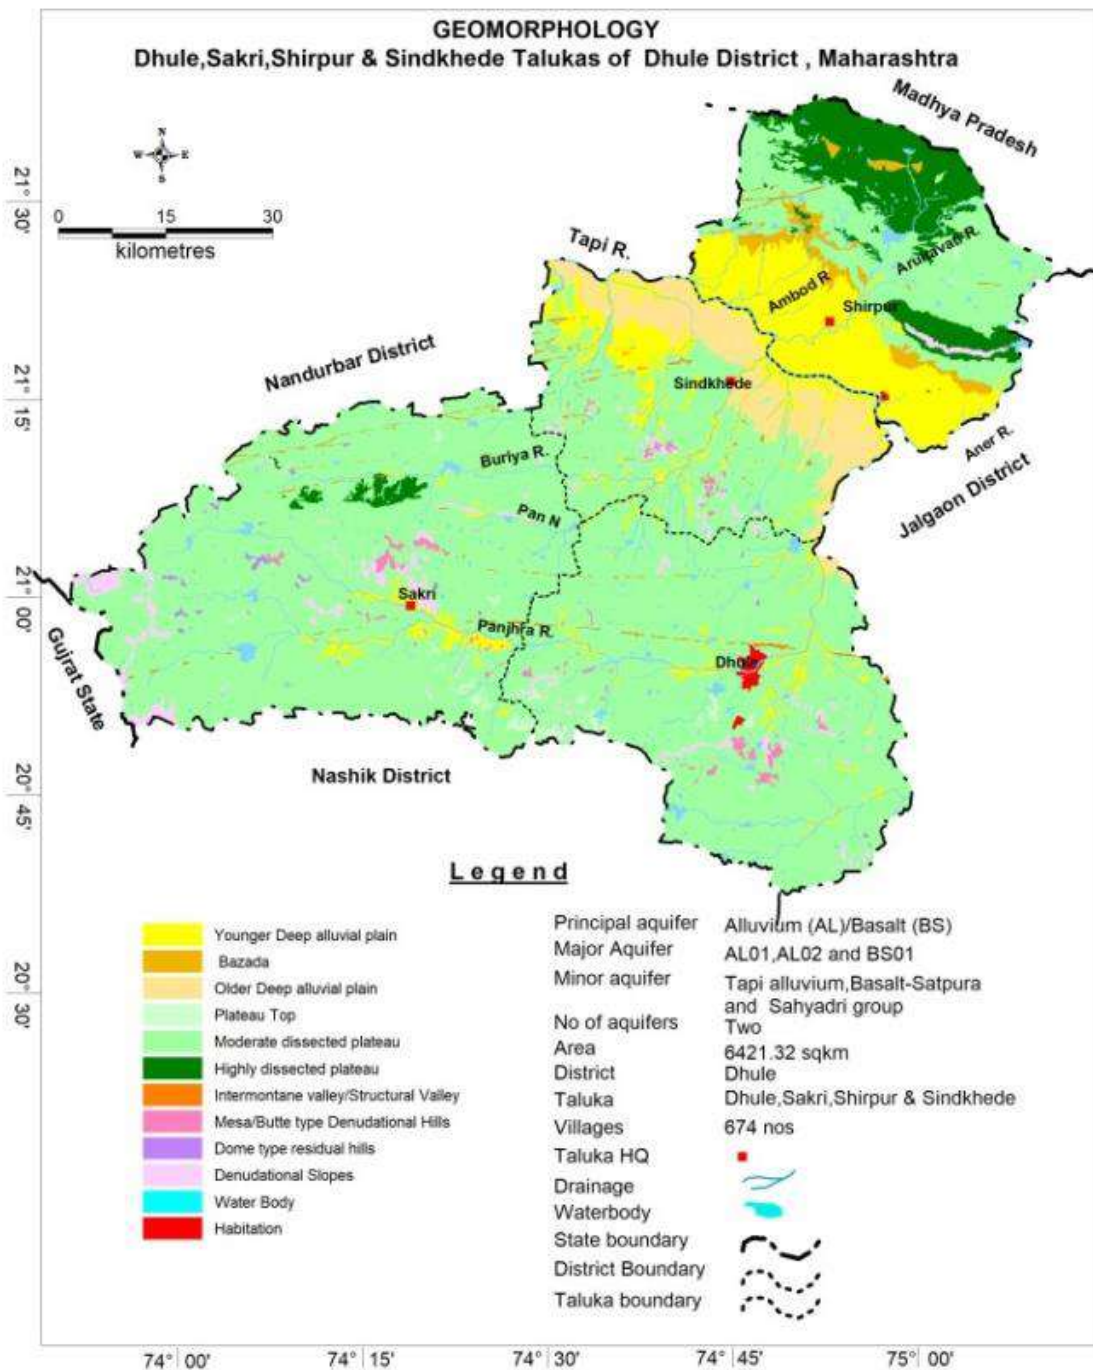 GEOMORPHOLOGY
Dhule,Sakri,Shirpur & Sindkhede Talukas of Dhule District , Maharashtra
Madhya Pradesh
N
W E
S
21° 30'
0 15 30
kilometres
Tapi R.
Arunavati R.
Ambod R
Shirpur
Nandurbar District
Sindkhede
21° 15'
Buriya R.
Aner R.
Jalgaon District
Pan N
21° 00'
Sakri
Panjhra R.
Gujrat State
Dhule
Nashik District
20° 45'
Legend
Younger Deep alluvial plain
Bazada
Older Deep alluvial plain
Plateau Top
Moderate dissected plateau
Highly dissected plateau
Intermontane valley/Structural Valley
Mesa/Butte type Denudational Hills
Dome type residual hills
Denudational Slopes
Water Body
Habitation
20° 30'
Principal aquifer Alluvium (AL)/Basalt (BS)
Major Aquifer AL01,AL02 and BS01
Minor aquifer Tapi alluvium,Basalt-Satpura
and Sahyadri group
No of aquifers Two
Area 6421.32 sqkm
District Dhule
Taluka Dhule,Sakri,Shirpur & Sindkhede
Villages 674 nos
Taluka HQ
Drainage
Waterbody
State boundary
District Boundary
Taluka boundary
74° 00' 74° 15' 74° 30' 74° 45' 75° 00'